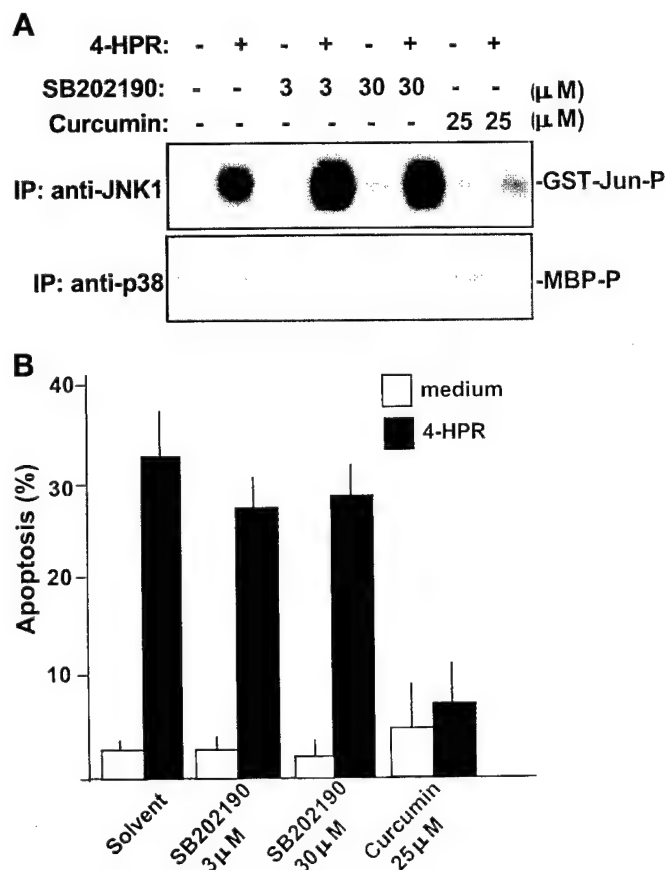 A
4-HPR: - + - + - + - +
SB202190: - - 3 3 30 30 - - (μM)
Curcumin: - - - - - - 25 25 (μM)
IP: anti-JNK1
-GST-Jun-P
IP: anti-p38
-MBP-P
B
40
30
20
10
Apoptosis (%)
medium
4-HPR
Solvent
SB202190
3μM
SB202190
30μM
Curcumin
25μM